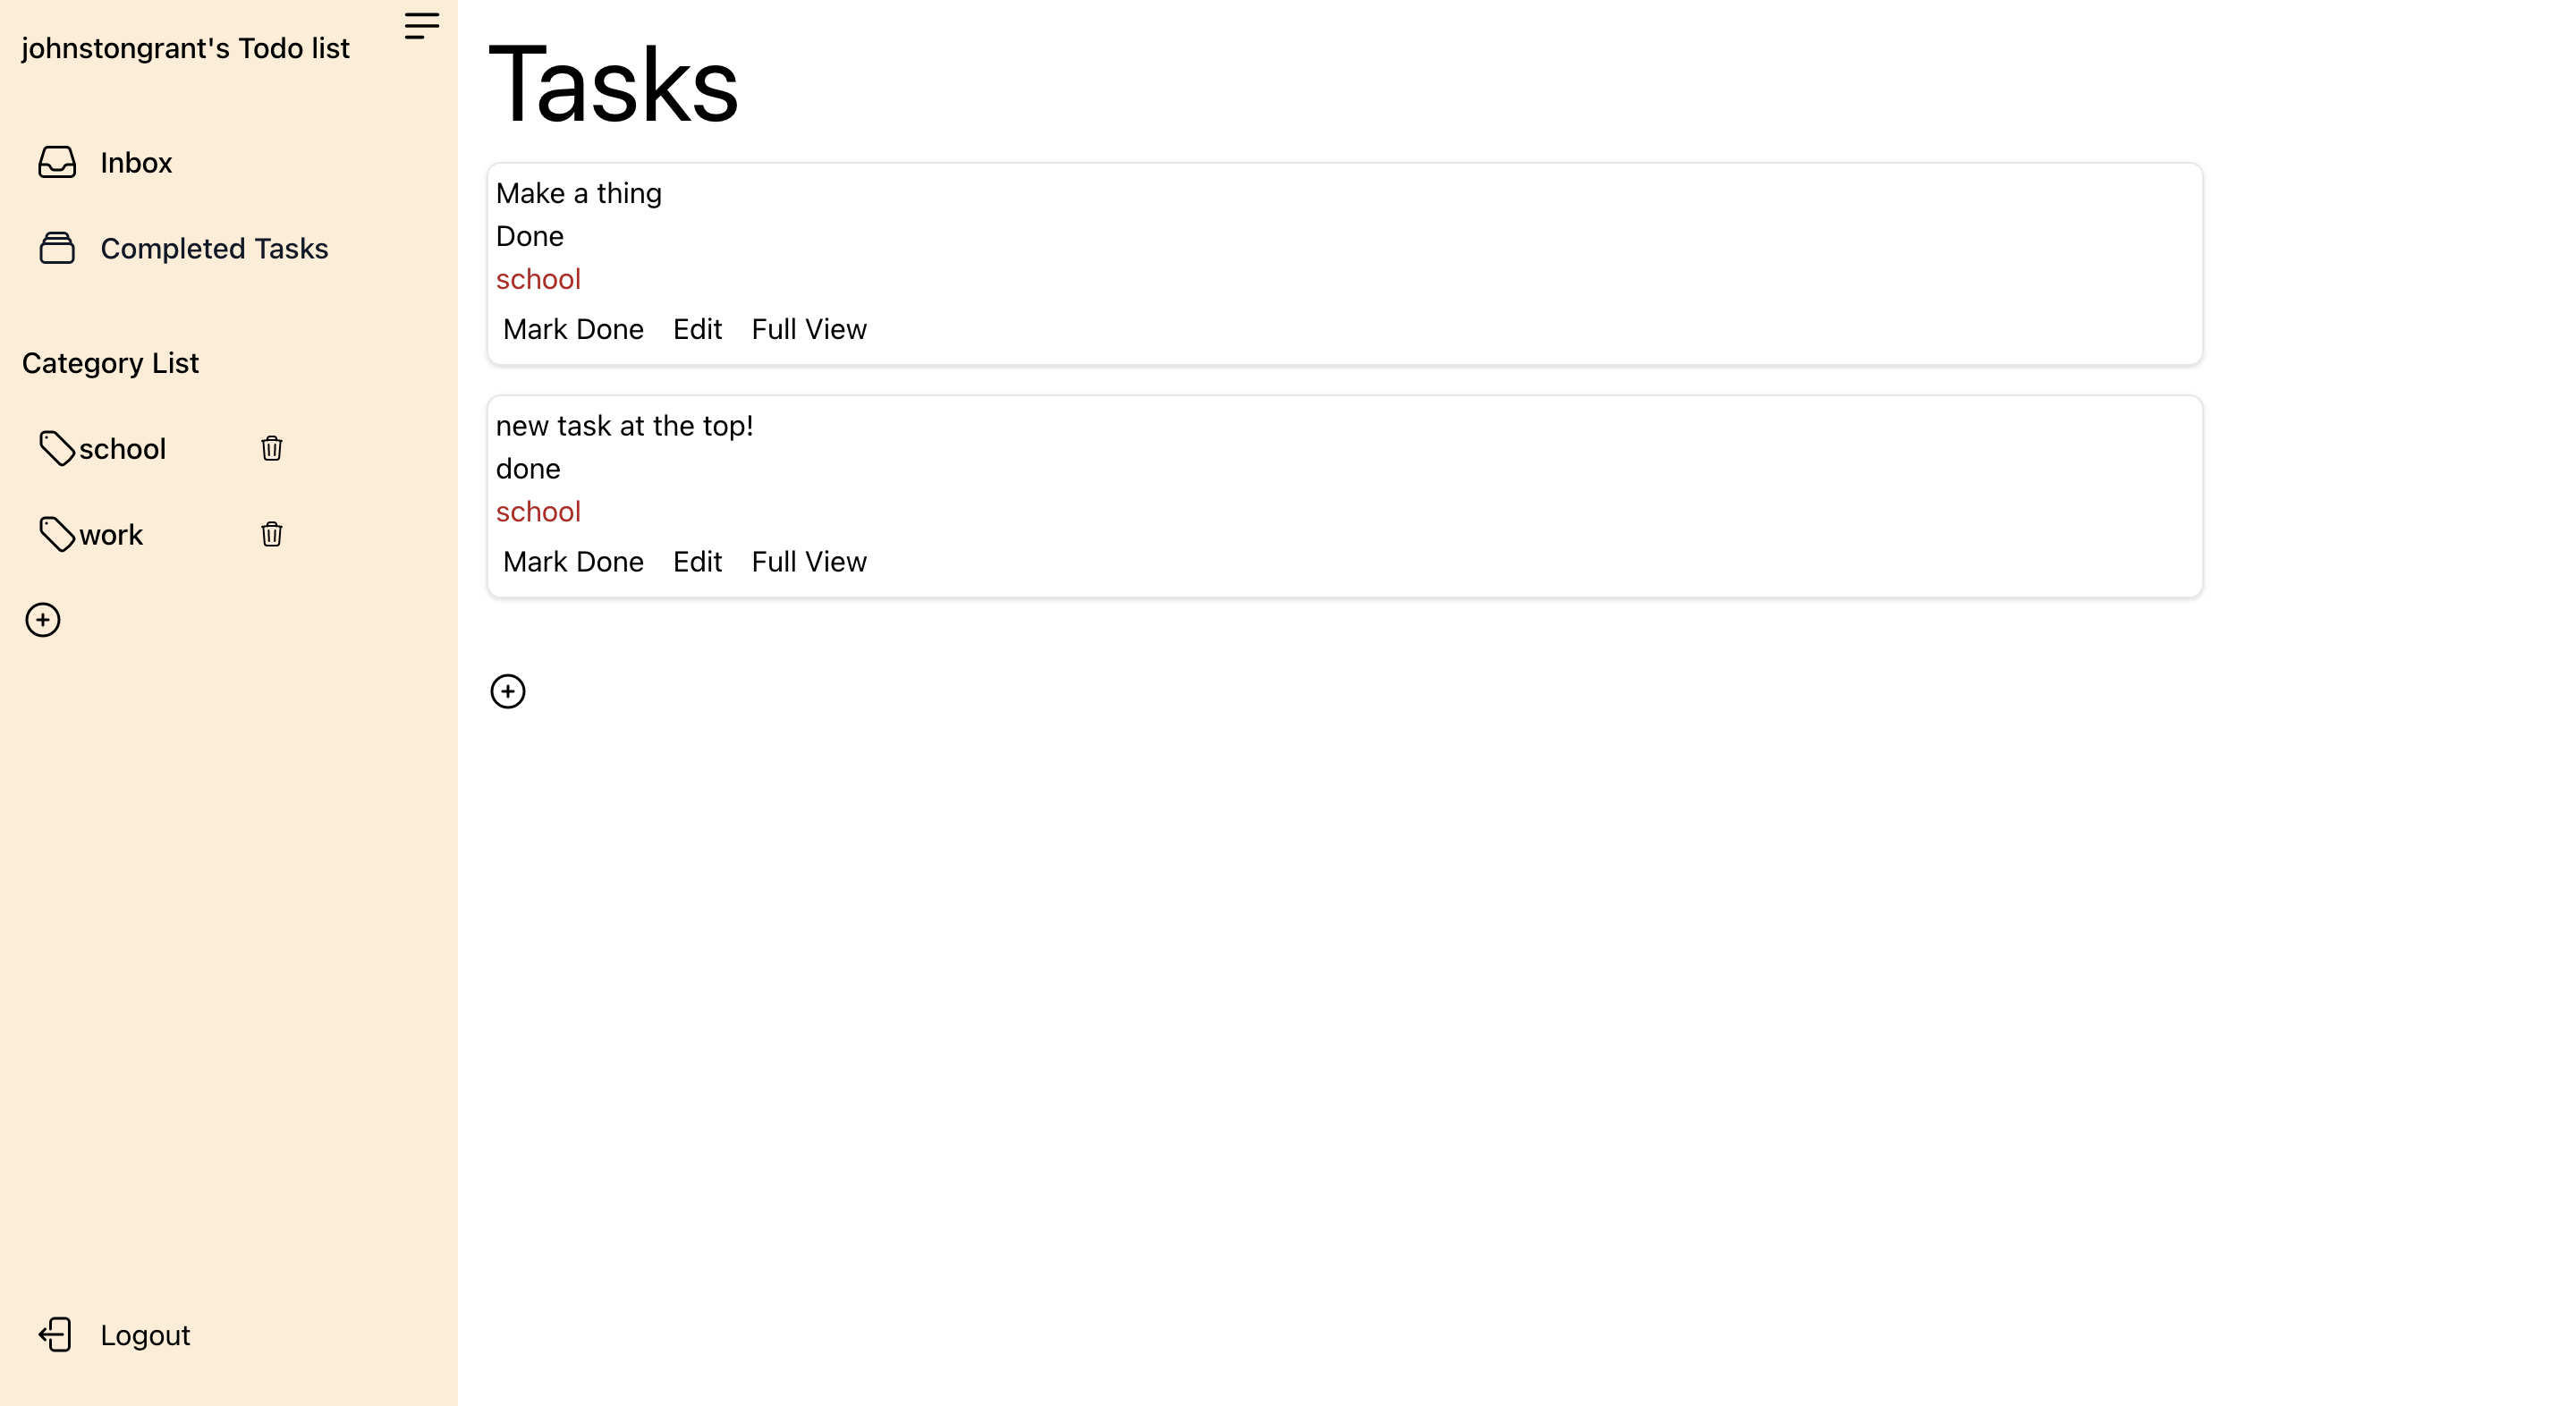 johnstongrant's Todo list
Inbox
Completed Tasks
Category List
school
work
Logout
Tasks
Make a thing
Done
school
Mark Done Edit Full View
new task at the top!
done
school
Mark Done Edit Full View